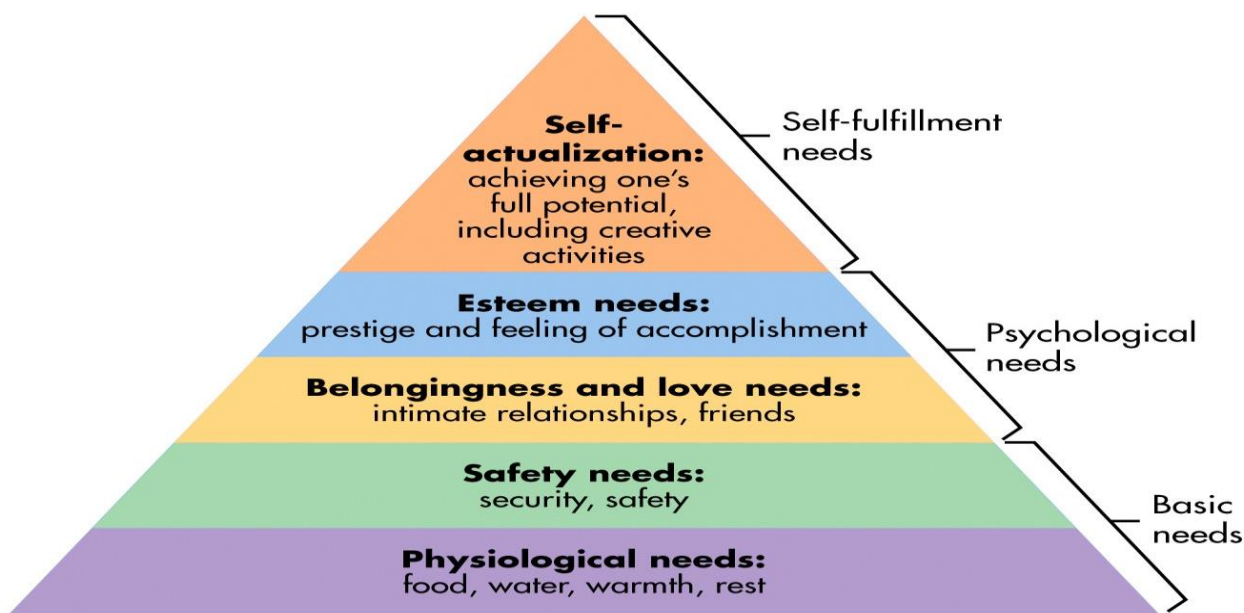 Self-
actualization:
achieving one's
full potential,
including creative
activities
Self-fulfillment
needs
Esteem needs:
prestige and feeling of accomplishment
Psychological
needs
Belongingness and love needs:
intimate relationships, friends
Safety needs:
security, safety
Basic
needs
Physiological needs:
food, water, warmth, rest